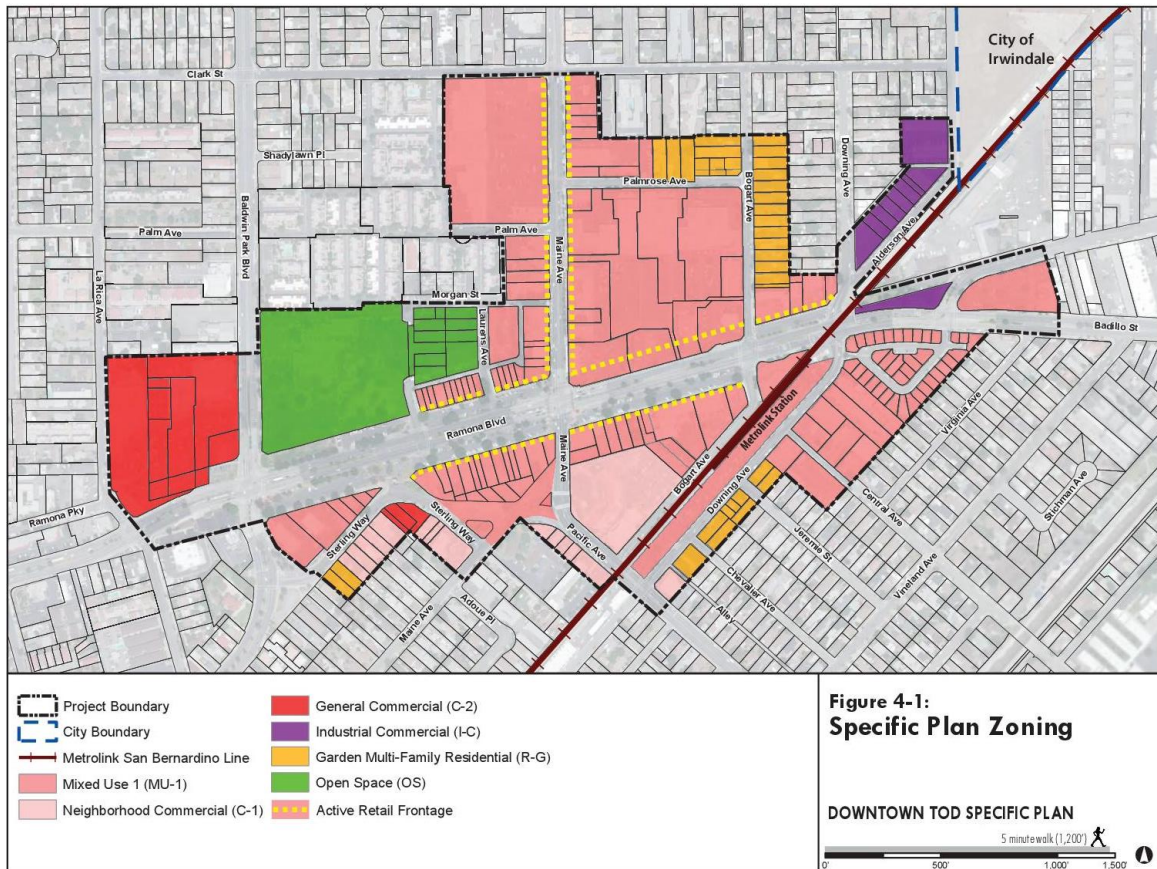 City of
Irwindale
Clark St
Shadylawn Pl
Baldwin Park Blvd
Downing Ave
Palmrose Ave
Bogart Ave
Palm Ave
Palm Ave
Maine Ave
Alderson Ave
La Rica Ave
Morgan St
Laurens Ave
Badillo St
Ramona Blvd
Metrolink Station
Virginia Ave
Maine Ave
Bogart Ave
Downing Ave
Stichman Ave
Ramona Pky
Sterling Way
Sterling Way
Central Ave
Pacific Ave
Jeremie St
Vineland Ave
Chevalier Ave
Maine Ave
Adoue Pl
Alley
Project Boundary
City Boundary
Metrolink San Bernardino Line
Mixed Use 1 (MU-1)
Neighborhood Commercial (C-1)
General Commercial (C-2)
Industrial Commercial (I-C)
Garden Multi-Family Residential (R-G)
Open Space (OS)
Active Retail Frontage
Figure 4-1:
Specific Plan Zoning
DOWNTOWN TOD SPECIFIC PLAN
5 minute walk (1,200')
0' 500' 1,000' 1,500'